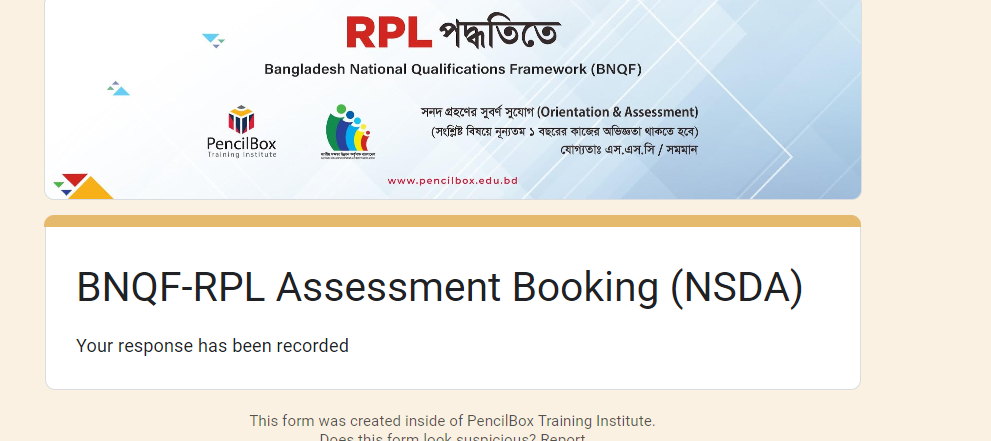 RPL পদ্ধতিতে
Bangladesh National Qualifications Framework (BNQF)
সনদ গ্রহণের সুবর্ণ সুযোগ (Orientation & Assessment)
(সংশ্লিষ্ট বিষয়ে নূন্যতম ১ বছরের কাজের অভিজ্ঞতা থাকতে হবে)
যোগ্যতাঃ এস.এস.সি / সমমান
PencilBox
Training Institute
www.pencilbox.edu.bd
BNQF-RPL Assessment Booking (NSDA)
Your response has been recorded
This form was created inside of PencilBox Training Institute.
Does this form look suspicious? Report